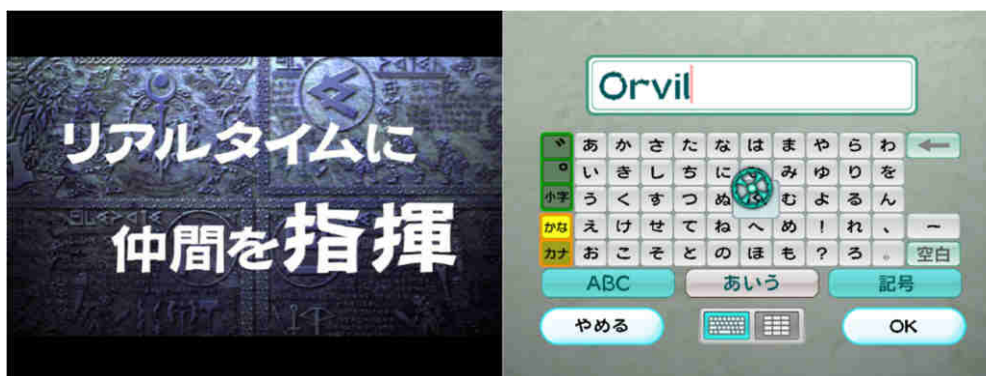 リアルタイムに
仲間を指揮
Orvil
゛ あ か さ た な は ま や ら わ
゜ い き し ち に み ゆ り を
小字 う く す つ ぬ む よ る ん
かな え け せ て ね へ め ! れ 、 ー
カナ お こ そ と の ほ も ? ろ 。 空白
ABC あいう 記号
やめる OK